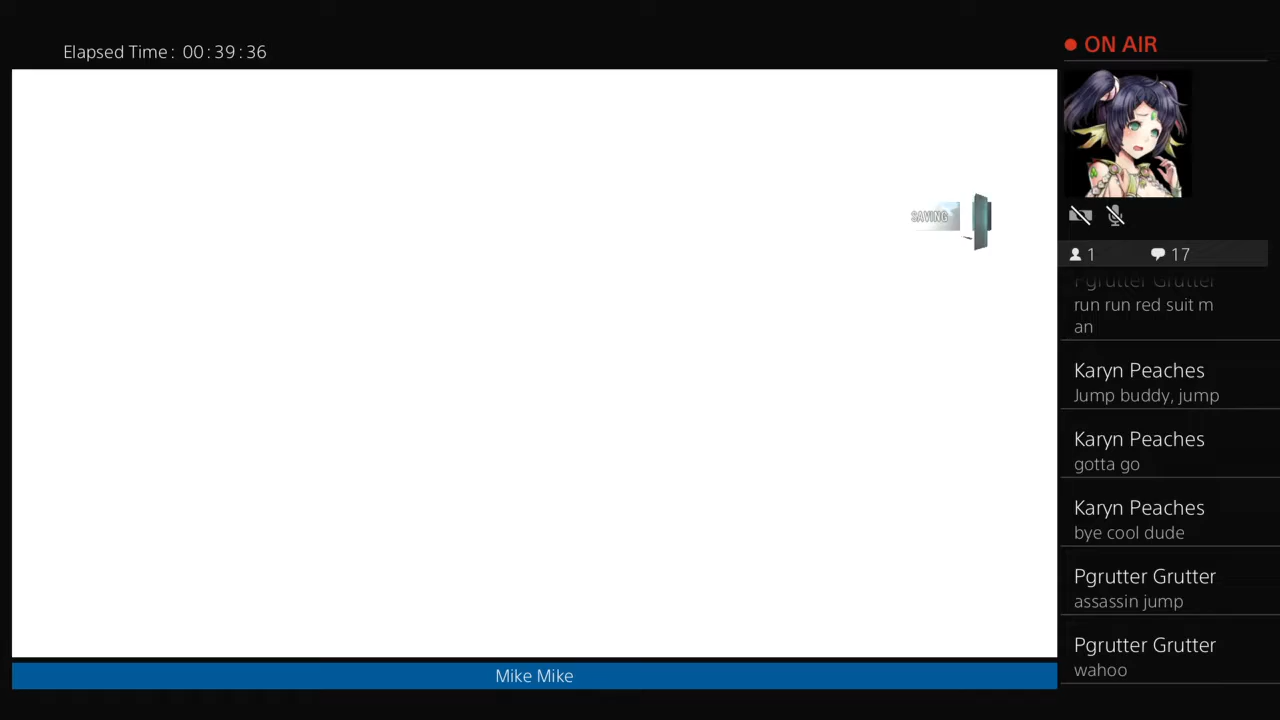 Elapsed Time: 00:39:36
ON AIR
SAVING
1 17
Pgrutter Grutter
run run red suit m
an
Karyn Peaches
Jump buddy, jump
Karyn Peaches
gotta go
Karyn Peaches
bye cool dude
Pgrutter Grutter
assassin jump
Pgrutter Grutter
wahoo
Mike Mike